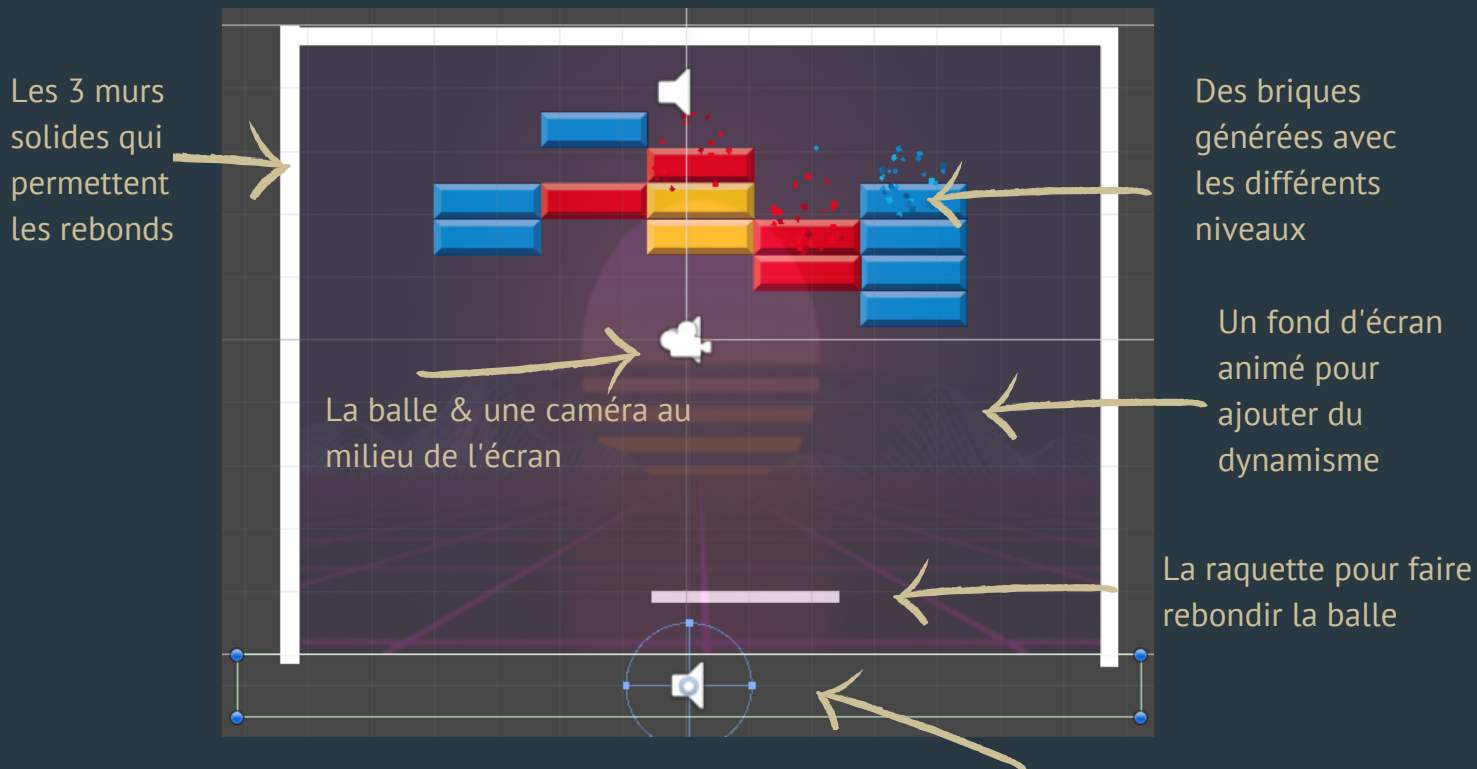 Les 3 murs
solides qui
permettent
les rebonds
Des briques
générées avec
les différents
niveaux
Un fond d'écran
animé pour
ajouter du
dynamisme
La balle & une caméra au
milieu de l'écran
La raquette pour faire
rebondir la balle